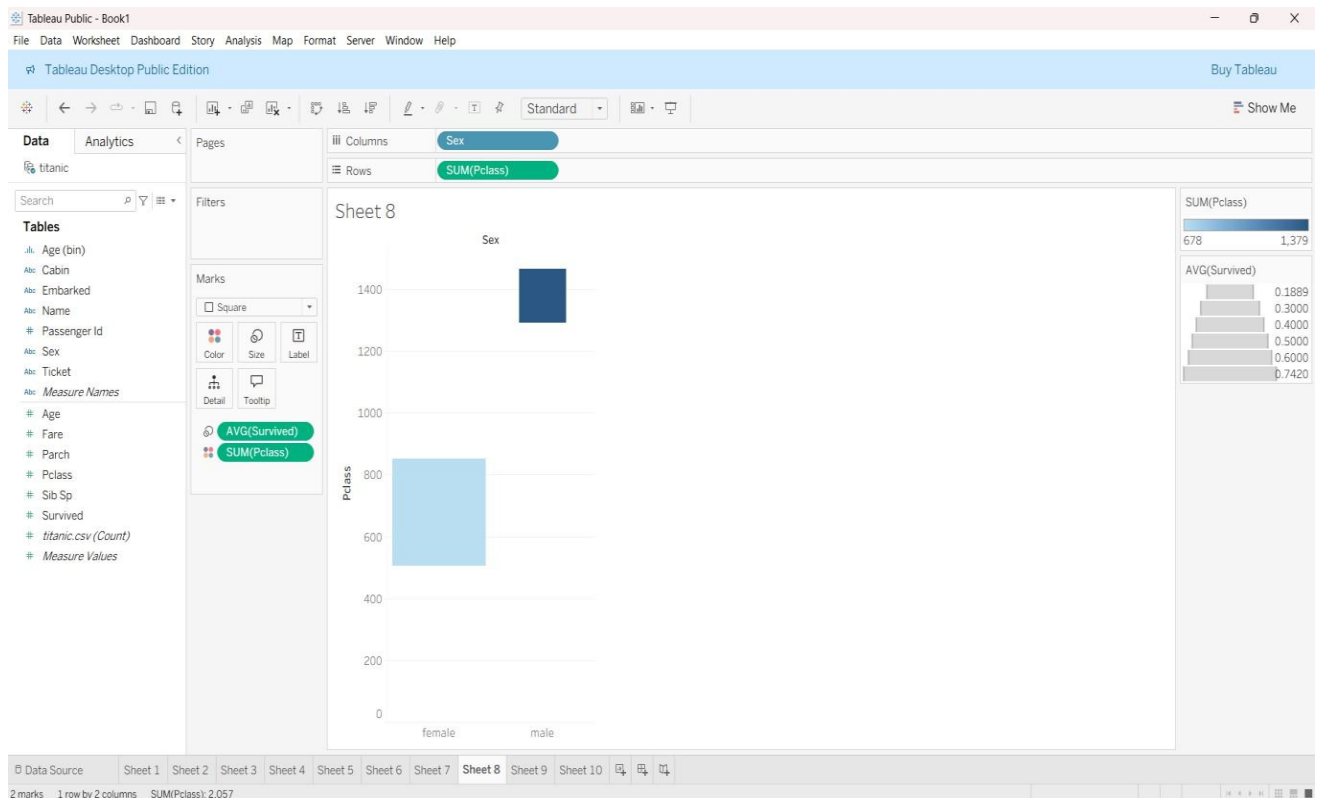 Tableau Public - Book1
File Data Worksheet Dashboard Story Analysis Map Format Server Window Help
Tableau Desktop Public Edition
Buy Tableau
Standard
Show Me
Data
Analytics
titanic
Search
Tables
Age (bin)
Abc Cabin
Abc Embarked
Abc Name
# Passenger Id
Abc Sex
Abc Ticket
Abc Measure Names
# Age
# Fare
# Parch
# Pclass
# Sib Sp
# Survived
# titanic.csv (Count)
# Measure Values
Pages
Filters
Marks
Square
Color Size Label
Detail Tooltip
AVG(Survived)
SUM(Pclass)
Columns
Sex
Rows
SUM(Pclass)
Sheet 8
Sex
1400
1200
1000
800
600
400
200
0
Pclass
female male
SUM(Pclass)
678 1,379
AVG(Survived)
0.1889
0.3000
0.4000
0.5000
0.6000
0.7420
Data Source Sheet 1 Sheet 2 Sheet 3 Sheet 4 Sheet 5 Sheet 6 Sheet 7 Sheet 8 Sheet 9 Sheet 10
2 marks 1 row by 2 columns SUM(Pclass): 2,057